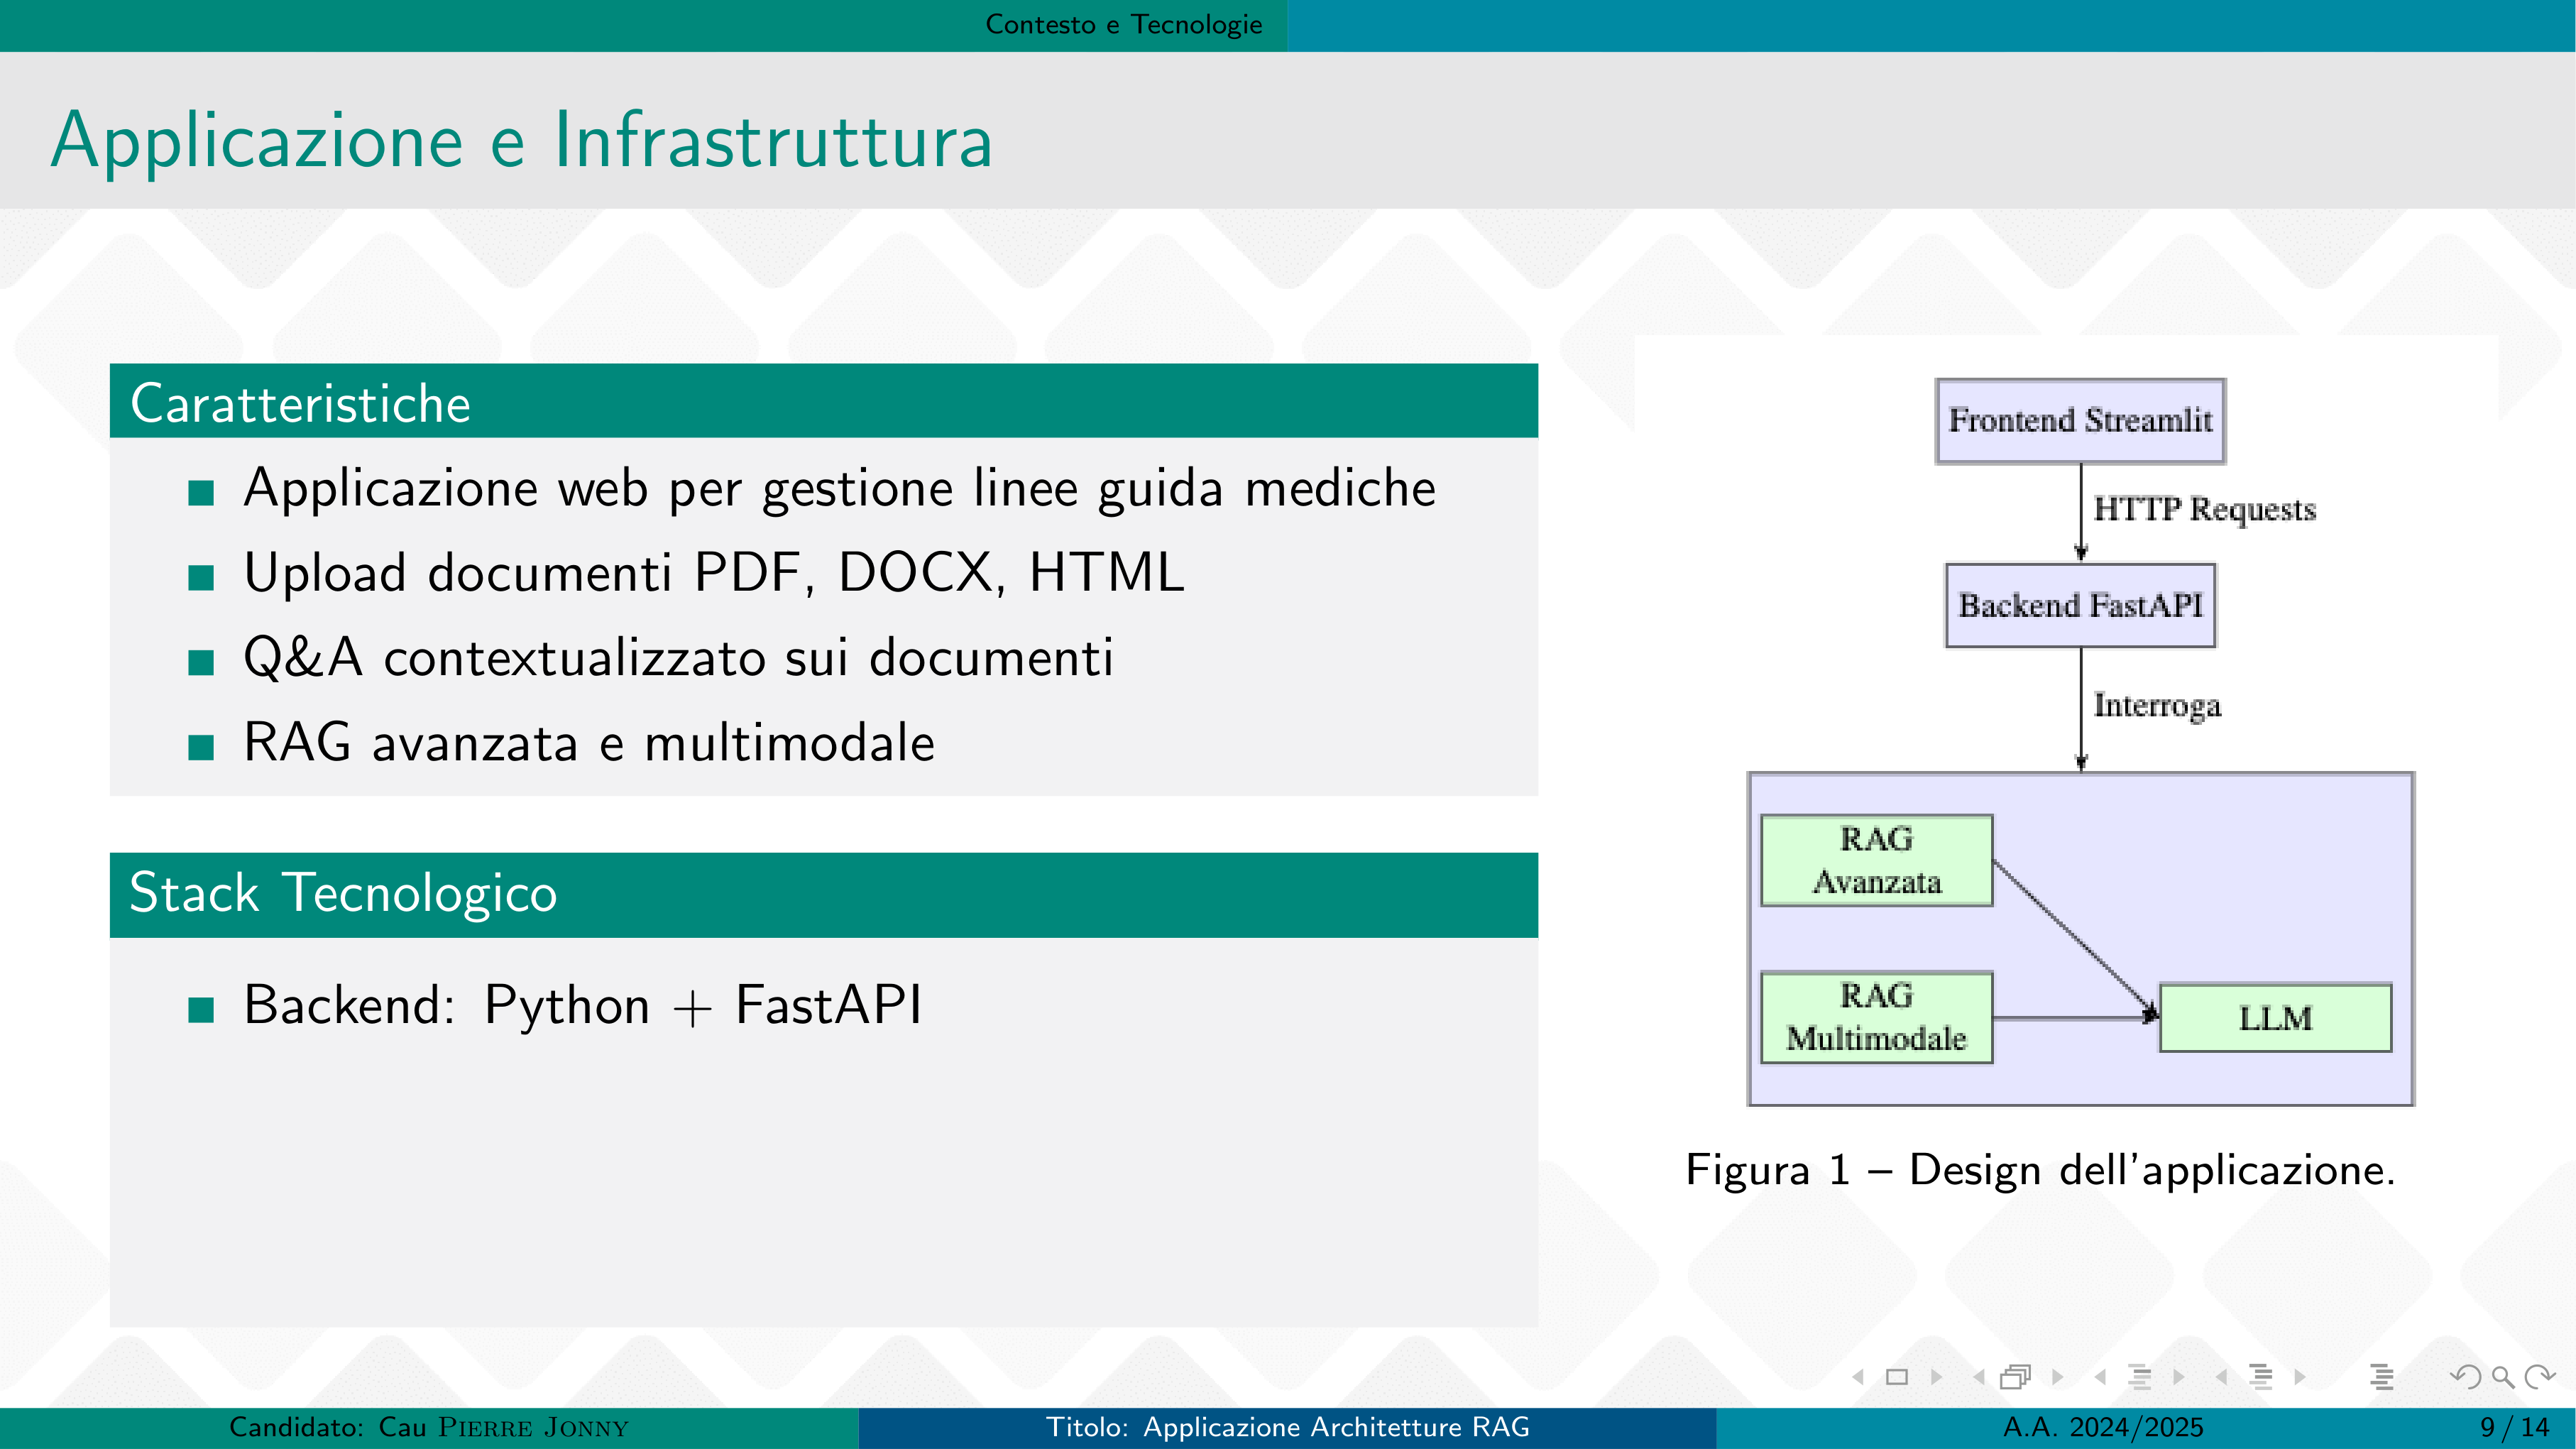 Contesto e Tecnologie
Applicazione e Infrastruttura
Caratteristiche
Applicazione web per gestione linee guida mediche
Upload documenti PDF, DOCX, HTML
Q&A contestualizzato sui documenti
RAG avanzata e multimodale
Stack Tecnologico
Backend: Python + FastAPI
Frontend Streamlit
HTTP Requests
Backend FastAPI
Interroga
RAG
Avanzata
RAG
Multimodale
LLM
Figura 1 – Design dell'applicazione.
Candidato: Cau Pierre Jonny
Titolo: Applicazione Architetture RAG
A.A. 2024/2025
9 / 14